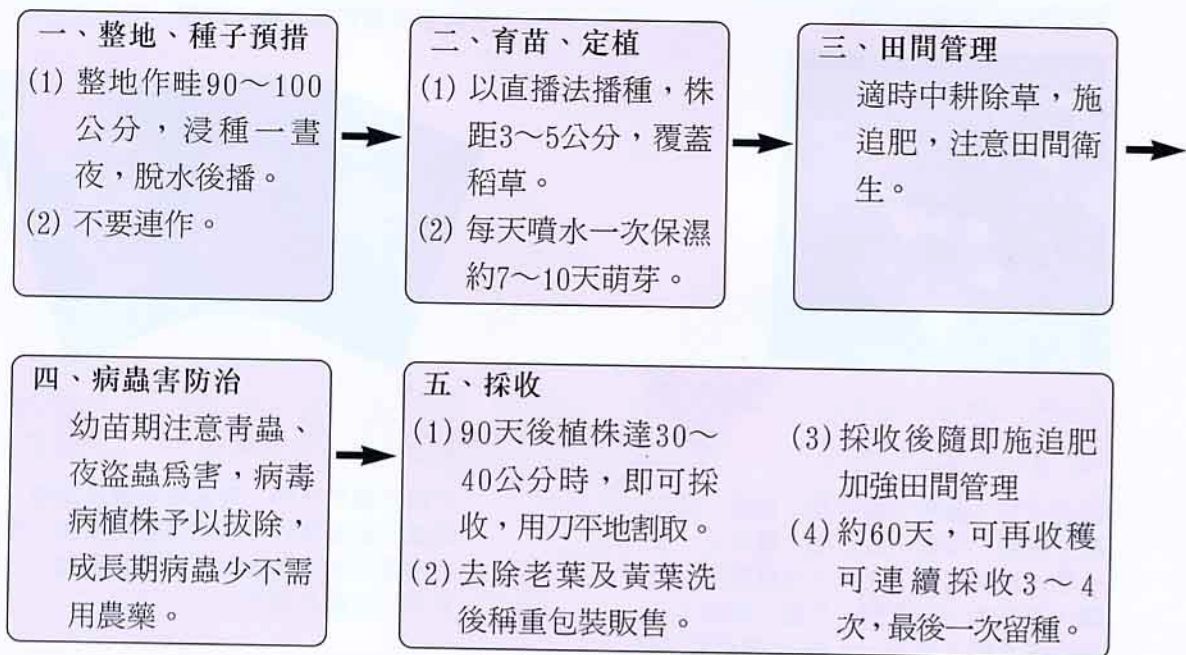 一、整地、種子預措
(1) 整地作畦90～100
公分，浸種一晝
夜，脫水後播。
(2) 不要連作。
二、育苗、定植
(1) 以直播法播種，株
距3～5公分，覆蓋
稻草。
(2) 每天噴水一次保濕
約7～10天萌芽。
三、田間管理
適時中耕除草，施
追肥，注意田間衛
生。
四、病蟲害防治
幼苗期注意靑蟲、
夜盜蟲爲害，病毒
病植株予以拔除，
成長期病蟲少不需
用農藥。
五、採收
(1) 90天後植株達30～
40公分時，即可採
收，用刀平地割取。
(2) 去除老葉及黃葉洗
後稱重包裝販售。
(3) 採收後隨即施追肥
加強田間管理
(4) 約60天，可再收穫
可連續採收3～4
次，最後一次留種。